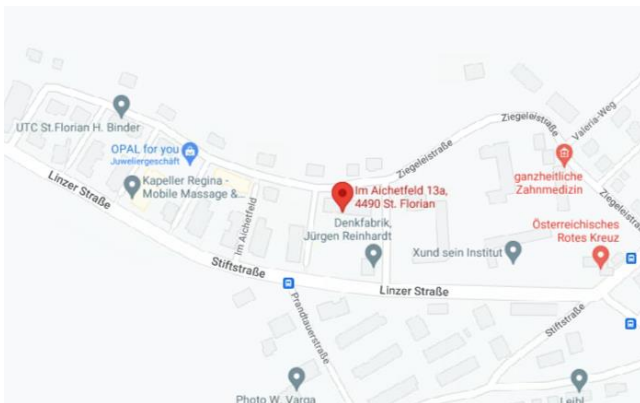 Ziegeleistraße
Valeria-Weg
UTC St.Florian H. Binder
OPAL for you
Juweliergeschäft
Ziegeleistraße
Linzer Straße
Kapeller Regina -
Mobile Massage &...
Im Aichetfeld 13a,
4490 St. Florian
ganzheitliche
Zahnmedizin
Ziegeleistraße
Im Aichetfeld
Denkfabrik,
Jürgen Reinhardt
Österreichisches
Rotes Kreuz
Xund sein Institut
Stiftstraße
Linzer Straße
Prandtauerstraße
Stiftstraße
Photo W. Varga
Leibl